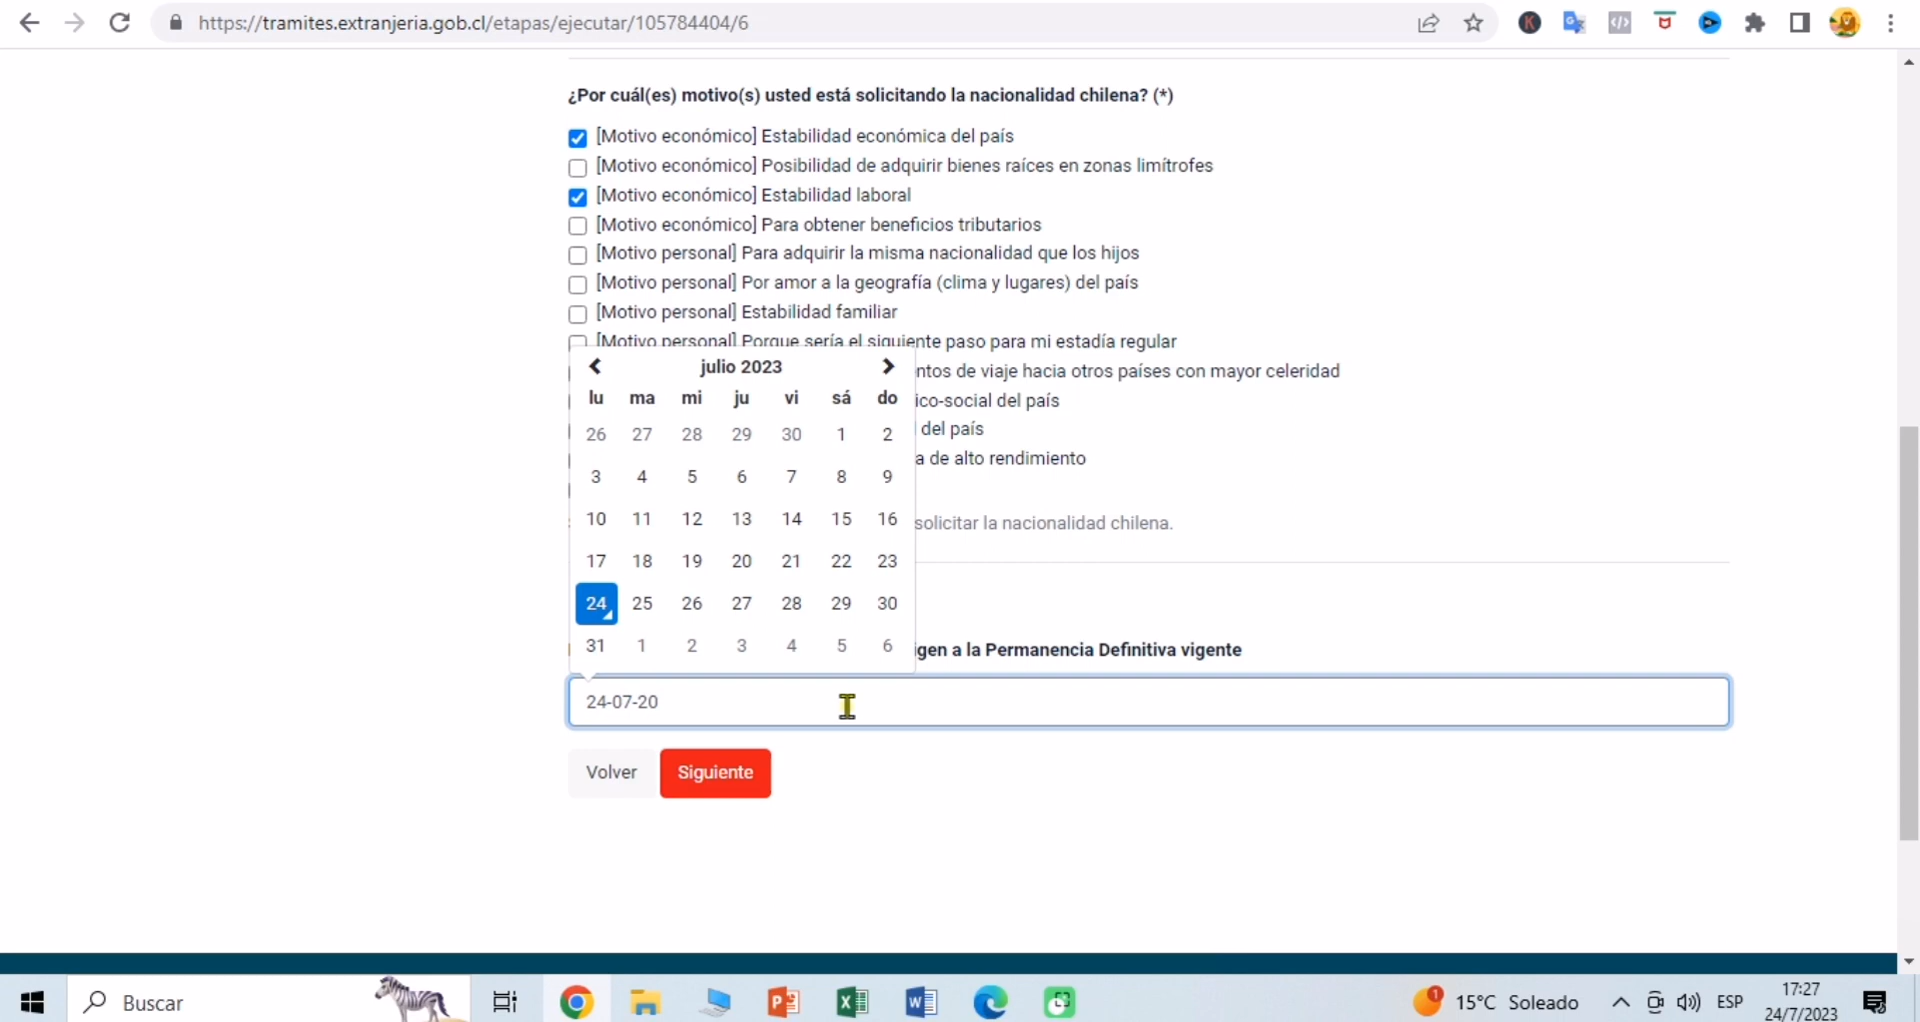 https://tramites.extranjeria.gob.cl/etapas/ejecutar/105784404/6
¿Por cuál(es) motivo(s) usted está solicitando la nacionalidad chilena? (*)
[Motivo económico] Estabilidad económica del país
[Motivo económico] Posibilidad de adquirir bienes raíces en zonas limítrofes
[Motivo económico] Estabilidad laboral
[Motivo económico] Para obtener beneficios tributarios
[Motivo personal] Para adquirir la misma nacionalidad que los hijos
[Motivo personal] Por amor a la geografía (clima y lugares) del país
[Motivo personal] Estabilidad familiar
[Motivo personal] Porque sería el siguiente paso para mi estadía regular
julio 2023
ntos de viaje hacia otros países con mayor celeridad
lu ma mi ju vi sá do
ico-social del país
26 27 28 29 30 1 2
del país
a de alto rendimiento
3 4 5 6 7 8 9
10 11 12 13 14 15 16
solicitar la nacionalidad chilena.
17 18 19 20 21 22 23
24 25 26 27 28 29 30
31 1 2 3 4 5 6
igen a la Permanencia Definitiva vigente
24-07-20
Volver Siguiente
Buscar
15°C Soleado
ESP
17:27
24/7/2023